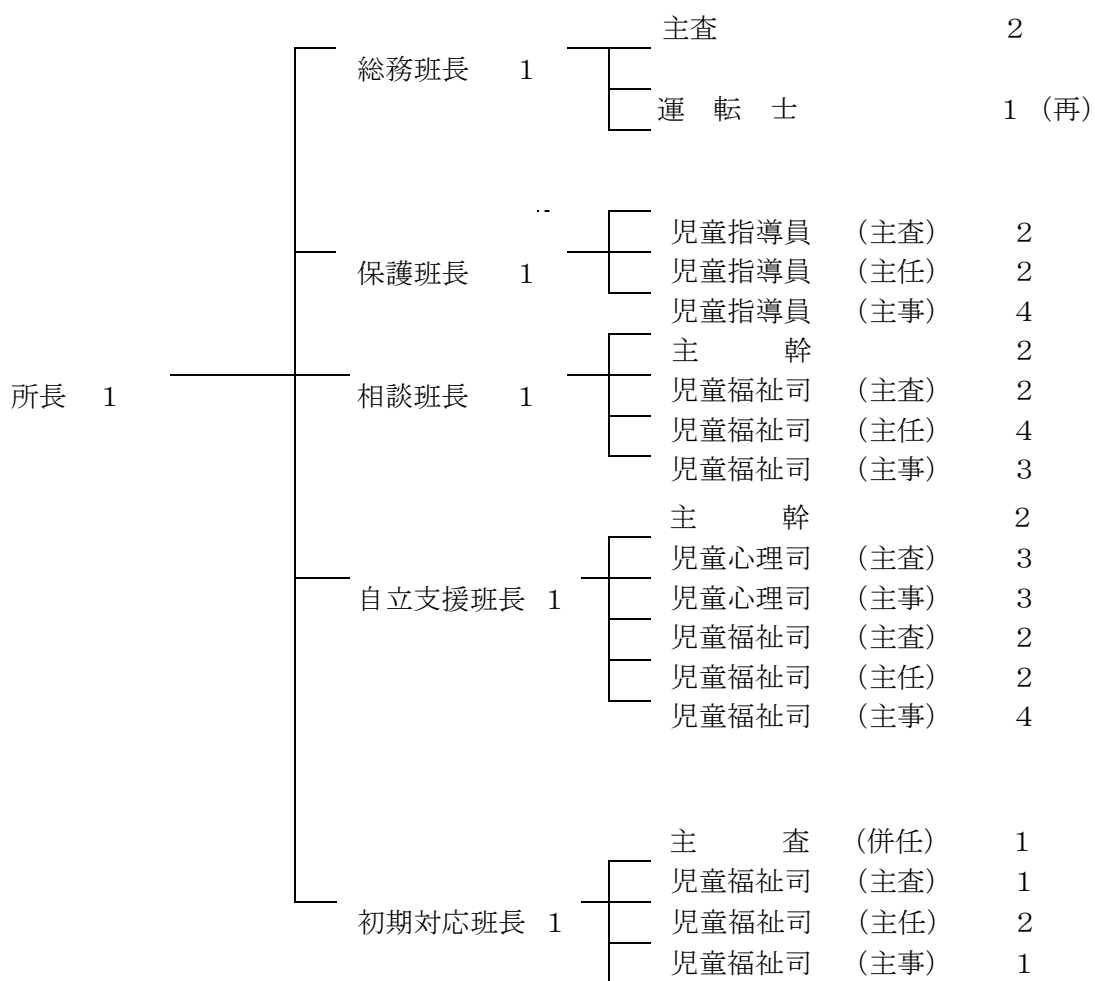 主査 2
総務班長 1
運 転 士 1 (再)
児童指導員 (主査) 2
保護班長 1 児童指導員 (主任) 2
児童指導員 (主事) 4
主 幹 2
所長 1 相談班長 1 児童福祉司 (主査) 2
児童福祉司 (主任) 4
児童福祉司 (主事) 3
主 幹 2
児童心理司 (主査) 3
自立支援班長 1 児童心理司 (主事) 3
児童福祉司 (主査) 2
児童福祉司 (主任) 2
児童福祉司 (主事) 4
主 査 (併任) 1
児童福祉司 (主査) 1
初期対応班長 1 児童福祉司 (主任) 2
児童福祉司 (主事) 1